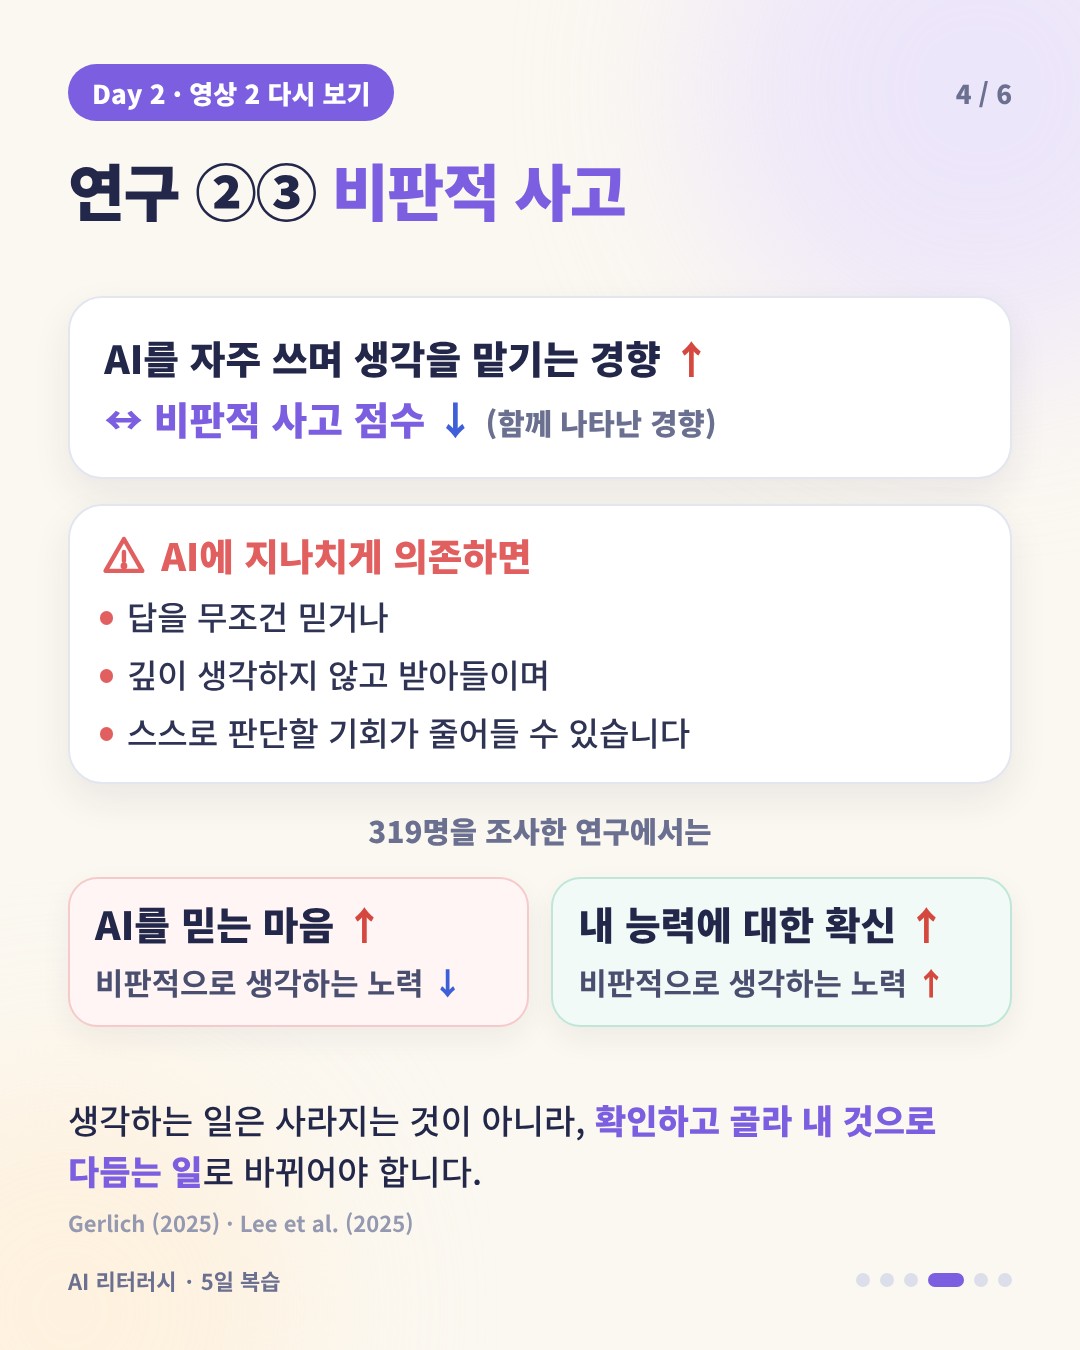 Day 2 · 영상 2 다시 보기
4 / 6
연구 ②③ 비판적 사고
AI를 자주 쓰며 생각을 맡기는 경향 ↑
↔ 비판적 사고 점수 ↓ (함께 나타난 경향)
⚠ AI에 지나치게 의존하면
• 답을 무조건 믿거나
• 깊이 생각하지 않고 받아들이며
• 스스로 판단할 기회가 줄어들 수 있습니다
319명을 조사한 연구에서는
AI를 믿는 마음 ↑
비판적으로 생각하는 노력 ↓
내 능력에 대한 확신 ↑
비판적으로 생각하는 노력 ↑
생각하는 일은 사라지는 것이 아니라, 확인하고 골라 내 것으로
다듬는 일로 바뀌어야 합니다.
Gerlich (2025) · Lee et al. (2025)
AI 리터러시 · 5일 복습